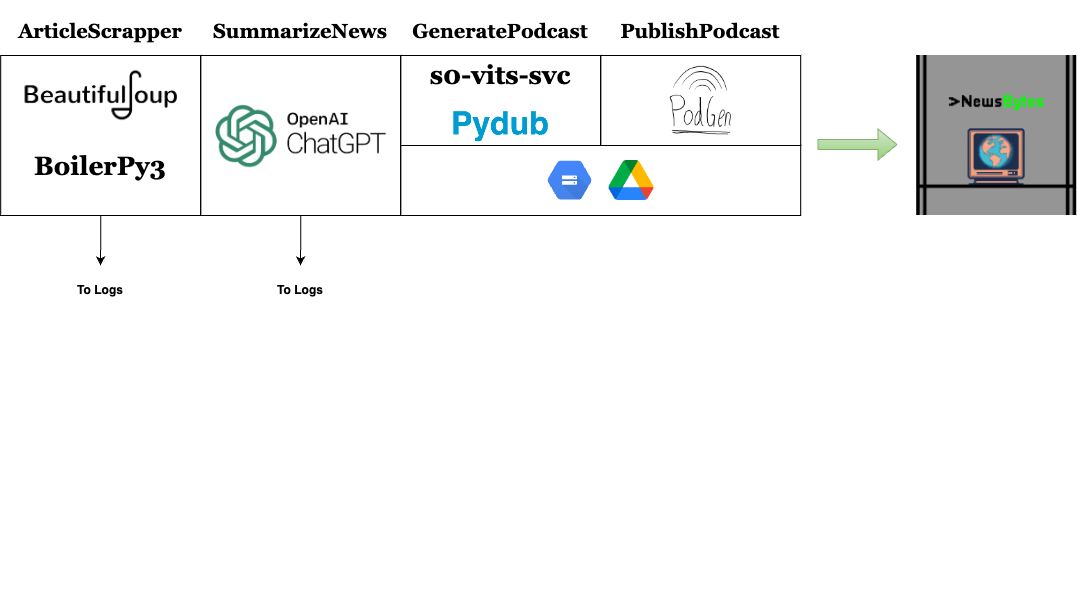 ArticleScrapper
SummarizeNews
GeneratePodcast
PublishPodcast
BeautifulSoup
BoilerPy3
OpenAI
ChatGPT
so-vits-svc
Pydub
PodGen
>NewsBytes
To Logs
To Logs